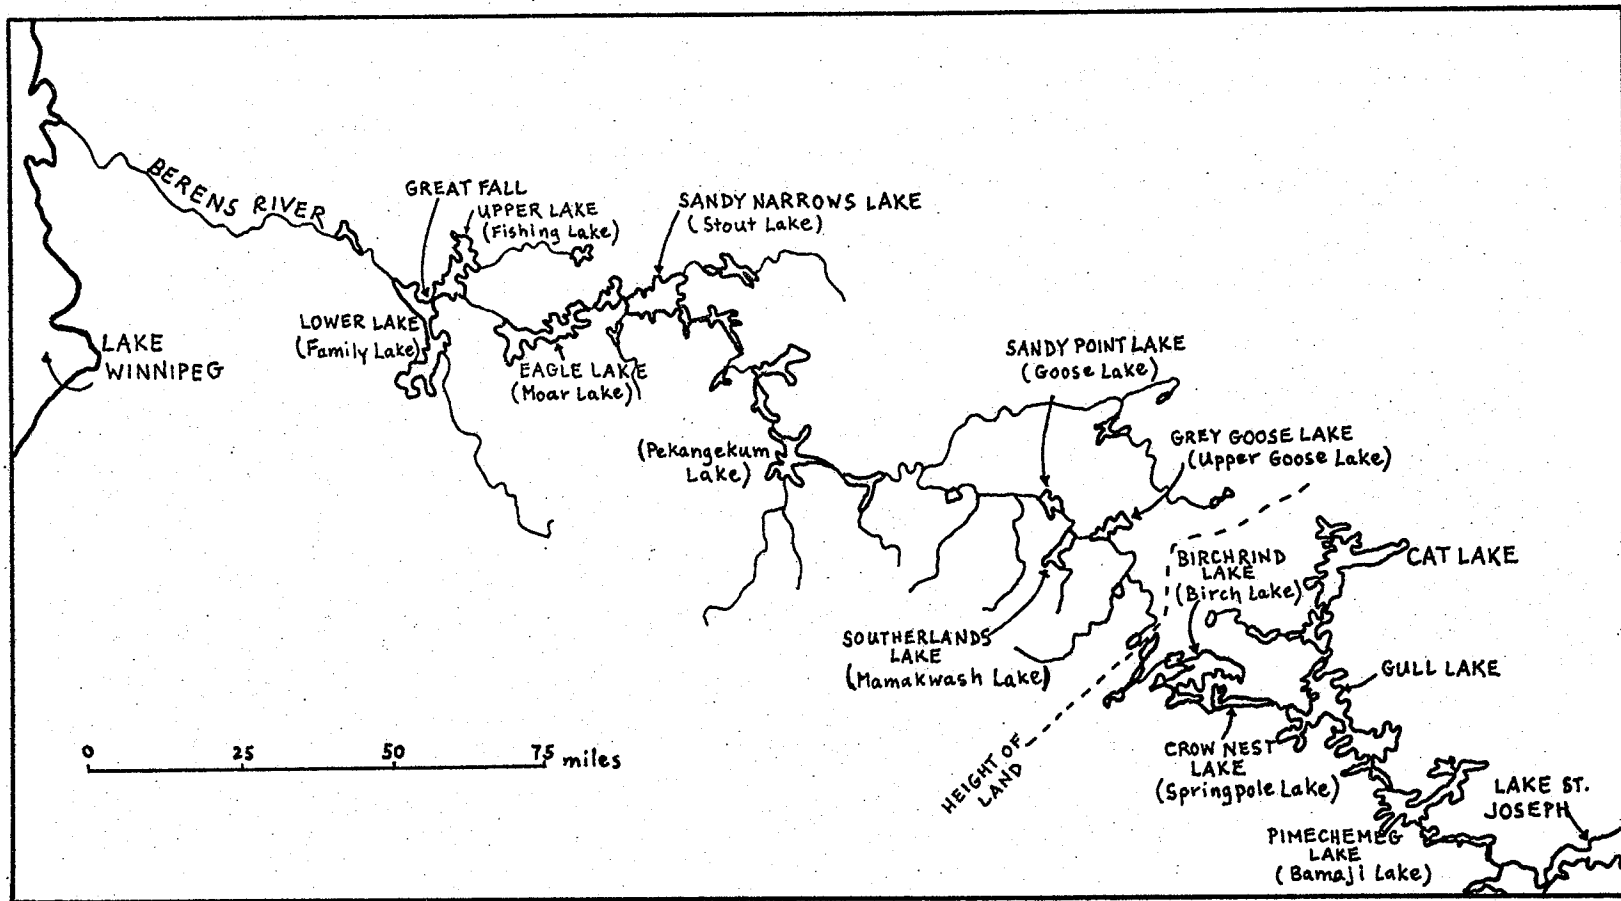 BERENS RIVER
GREAT FALL
UPPER LAKE
(Fishing Lake)
SANDY NARROWS LAKE
(Stout Lake)
LOWER LAKE
(Family Lake)
LAKE
WINNIPEG
EAGLE LAKE
(Moar Lake)
SANDY POINT LAKE
(Goose Lake)
(Pekangekum
Lake)
GREY GOOSE LAKE
(Upper Goose Lake)
BIRCHRIND
LAKE
(Birch Lake)
CAT LAKE
SOUTHERLANDS
LAKE
(Mamakwash Lake)
GULL LAKE
HEIGHT OF
LAND
CROW NEST
LAKE
(Springpole Lake)
0 25 50 75 miles
LAKE ST.
JOSEPH
PIMECHEMEG
LAKE
(Bamaji Lake)